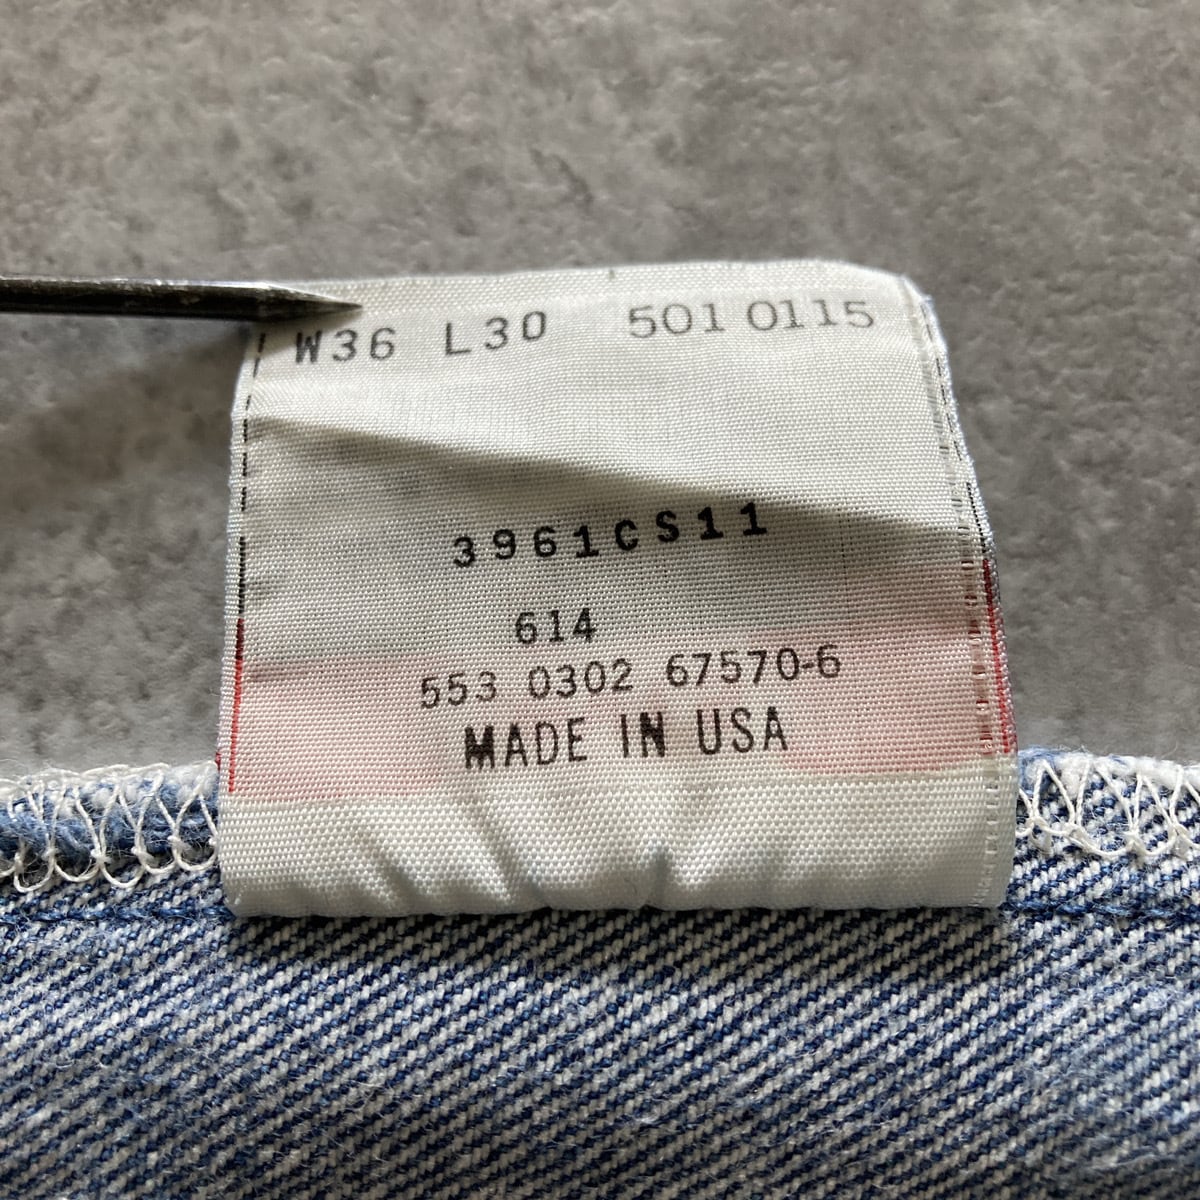 W36 L30 501 0115
3961CS11
614
553 0302 67570-6
MADE IN USA